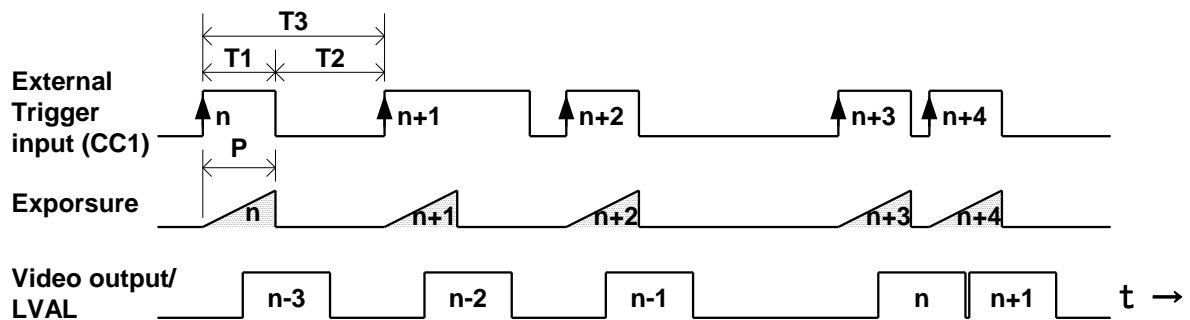 T3
T1 T2
External
Trigger
input (CC1)
n n+1 n+2 n+3 n+4
P
Exporsure
n n+1 n+2 n+3 n+4
Video output/
LVAL
n-3 n-2 n-1 n n+1 t →